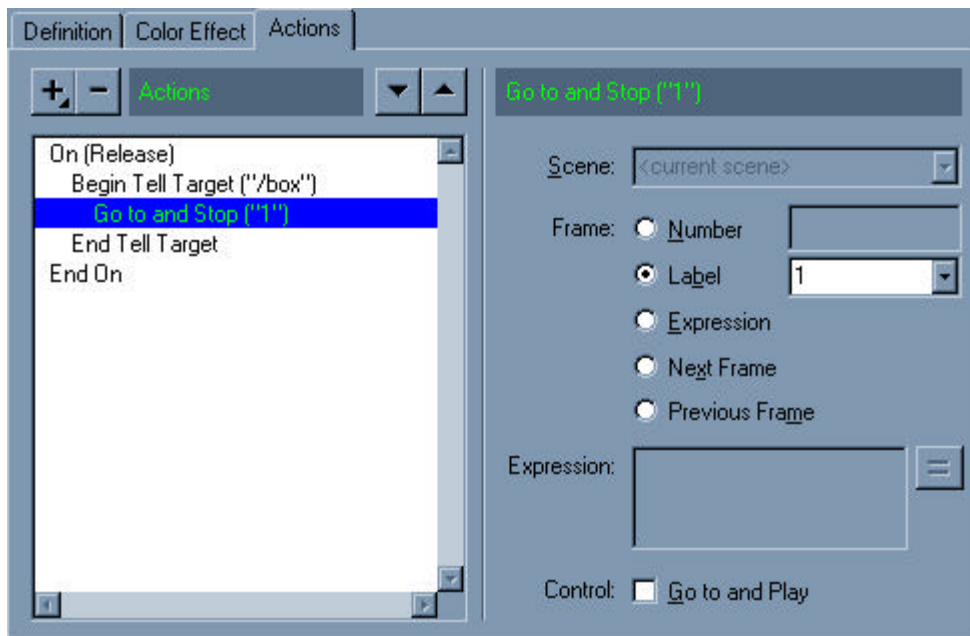 Definition Color Effect Actions
+ - Actions
On (Release)
Begin Tell Target ("/box")
Go to and Stop ("1")
End Tell Target
End On
Go to and Stop ("1")
Scene: <current scene>
Frame: Number
Label 1
Expression
Next Frame
Previous Frame
Expression: =
Control: Go to and Play